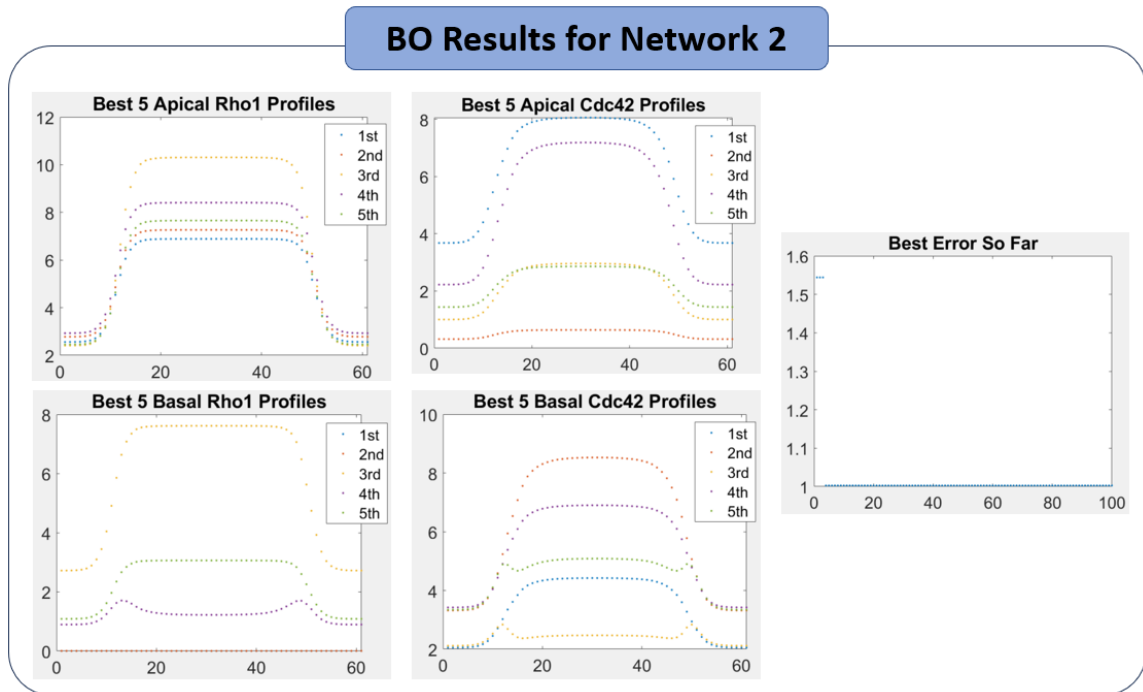 BO Results for Network 2
Best 5 Apical Rho1 Profiles
12
10
8
6
4
2
0
20
40
60
1st
2nd
3rd
4th
5th
Best 5 Apical Cdc42 Profiles
8
6
4
2
0
0
20
40
60
1st
2nd
3rd
4th
5th
Best 5 Basal Rho1 Profiles
8
6
4
2
0
0
20
40
60
1st
2nd
3rd
4th
5th
Best 5 Basal Cdc42 Profiles
10
8
6
4
2
0
20
40
60
1st
2nd
3rd
4th
5th
Best Error So Far
1.6
1.5
1.4
1.3
1.2
1.1
1
0
20
40
60
80
100